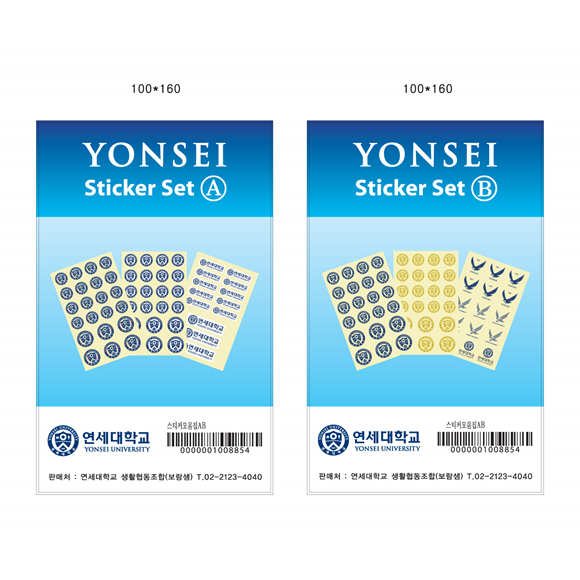 100*160
YONSEI
Sticker Set Ⓐ
연세대학교
YONSEI UNIVERSITY
스티커모음집AB
0000001008854
판매처 : 연세대학교 생활협동조합(보람샘) T.02-2123-4040
100*160
YONSEI
Sticker Set Ⓑ
연세대학교
YONSEI UNIVERSITY
스티커모음집AB
0000001008854
판매처 : 연세대학교 생활협동조합(보람샘) T.02-2123-4040